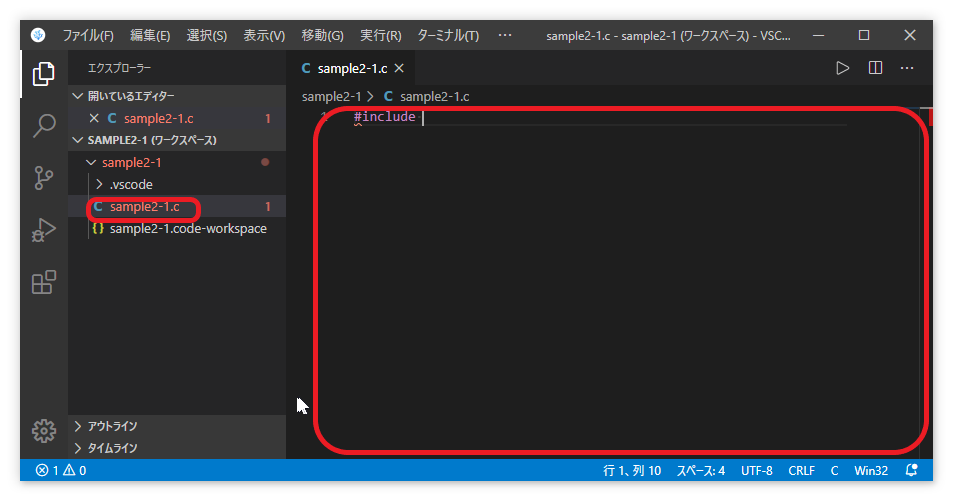 ファイル(F) 編集(E) 選択(S) 表示(V) 移動(G) 実行(R) ターミナル(T) ··· sample2-1.c - sample2-1 (ワークスペース) - VSC...
エクスプローラー
sample2-1.c
開いているエディター
sample2-1 > C sample2-1.c
C sample2-1.c 1
1 #include
SAMPLE2-1 (ワークスペース)
sample2-1
.vscode
C sample2-1.c 1
{} sample2-1.code-workspace
アウトライン
タイムライン
1 0 行 1、列 10 スペース: 4 UTF-8 CRLF C Win32